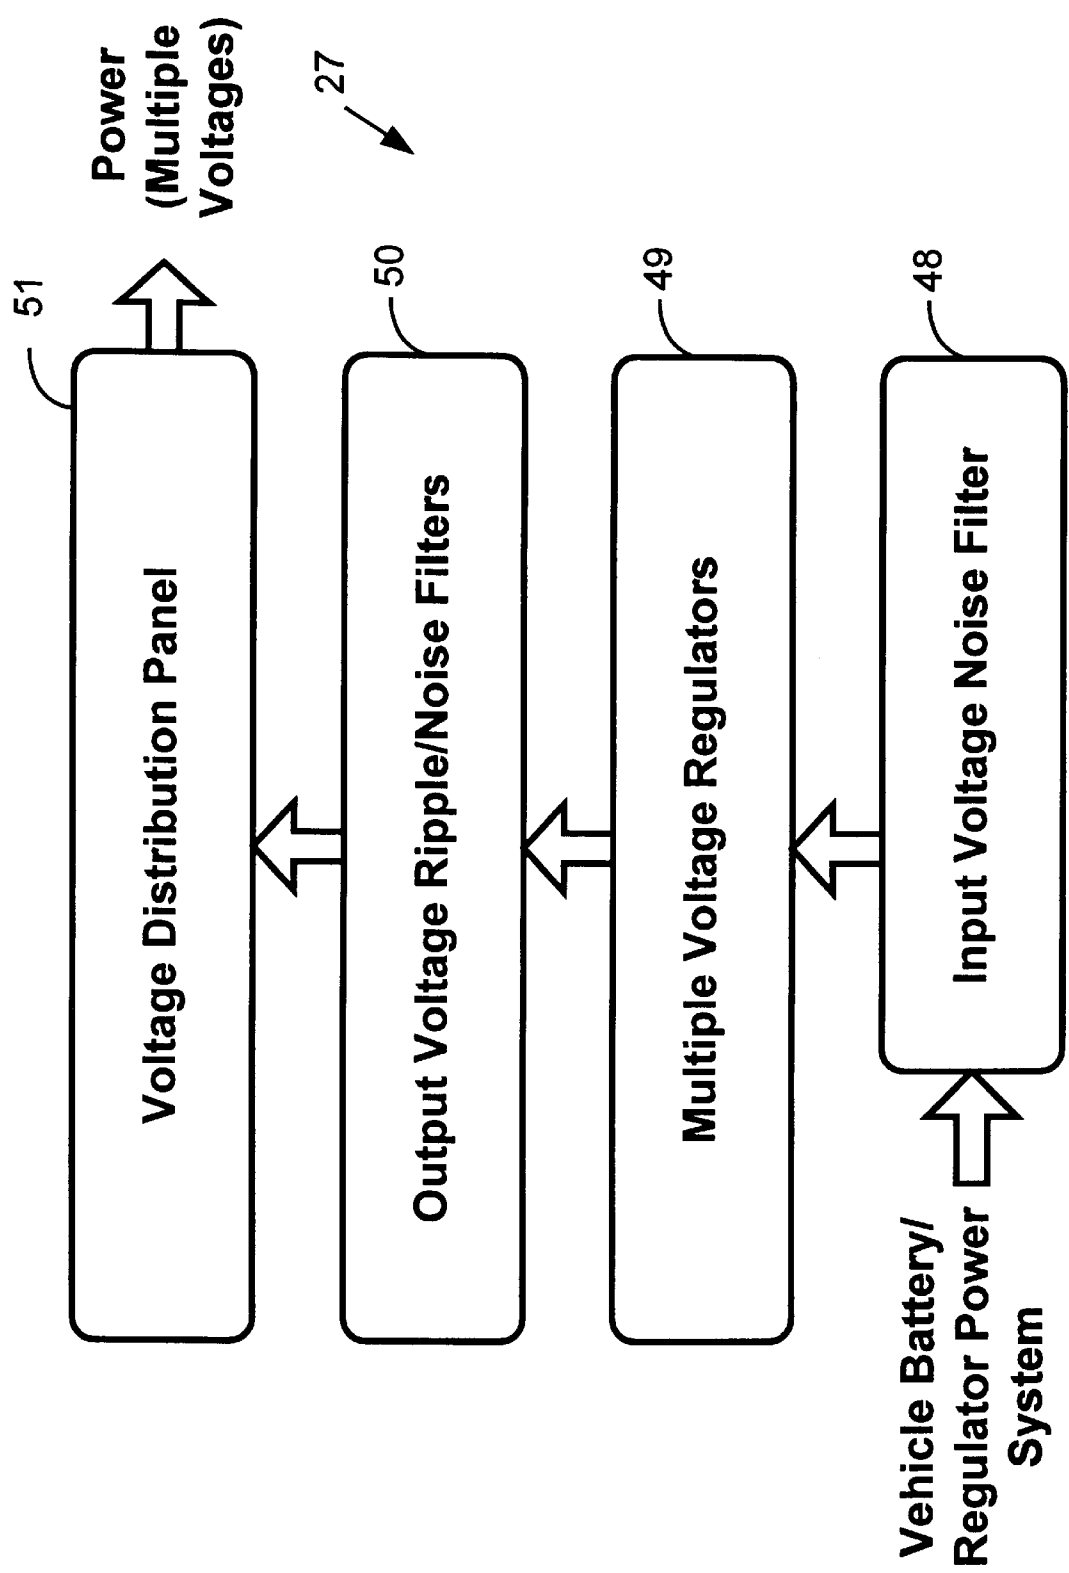 51
Voltage Distribution Panel
Power
(Multiple
Voltages)
27
50
Output Voltage Ripple/Noise Filters
49
Multiple Voltage Regulators
48
Input Voltage Noise Filter
Vehicle Battery/
Regulator Power
System